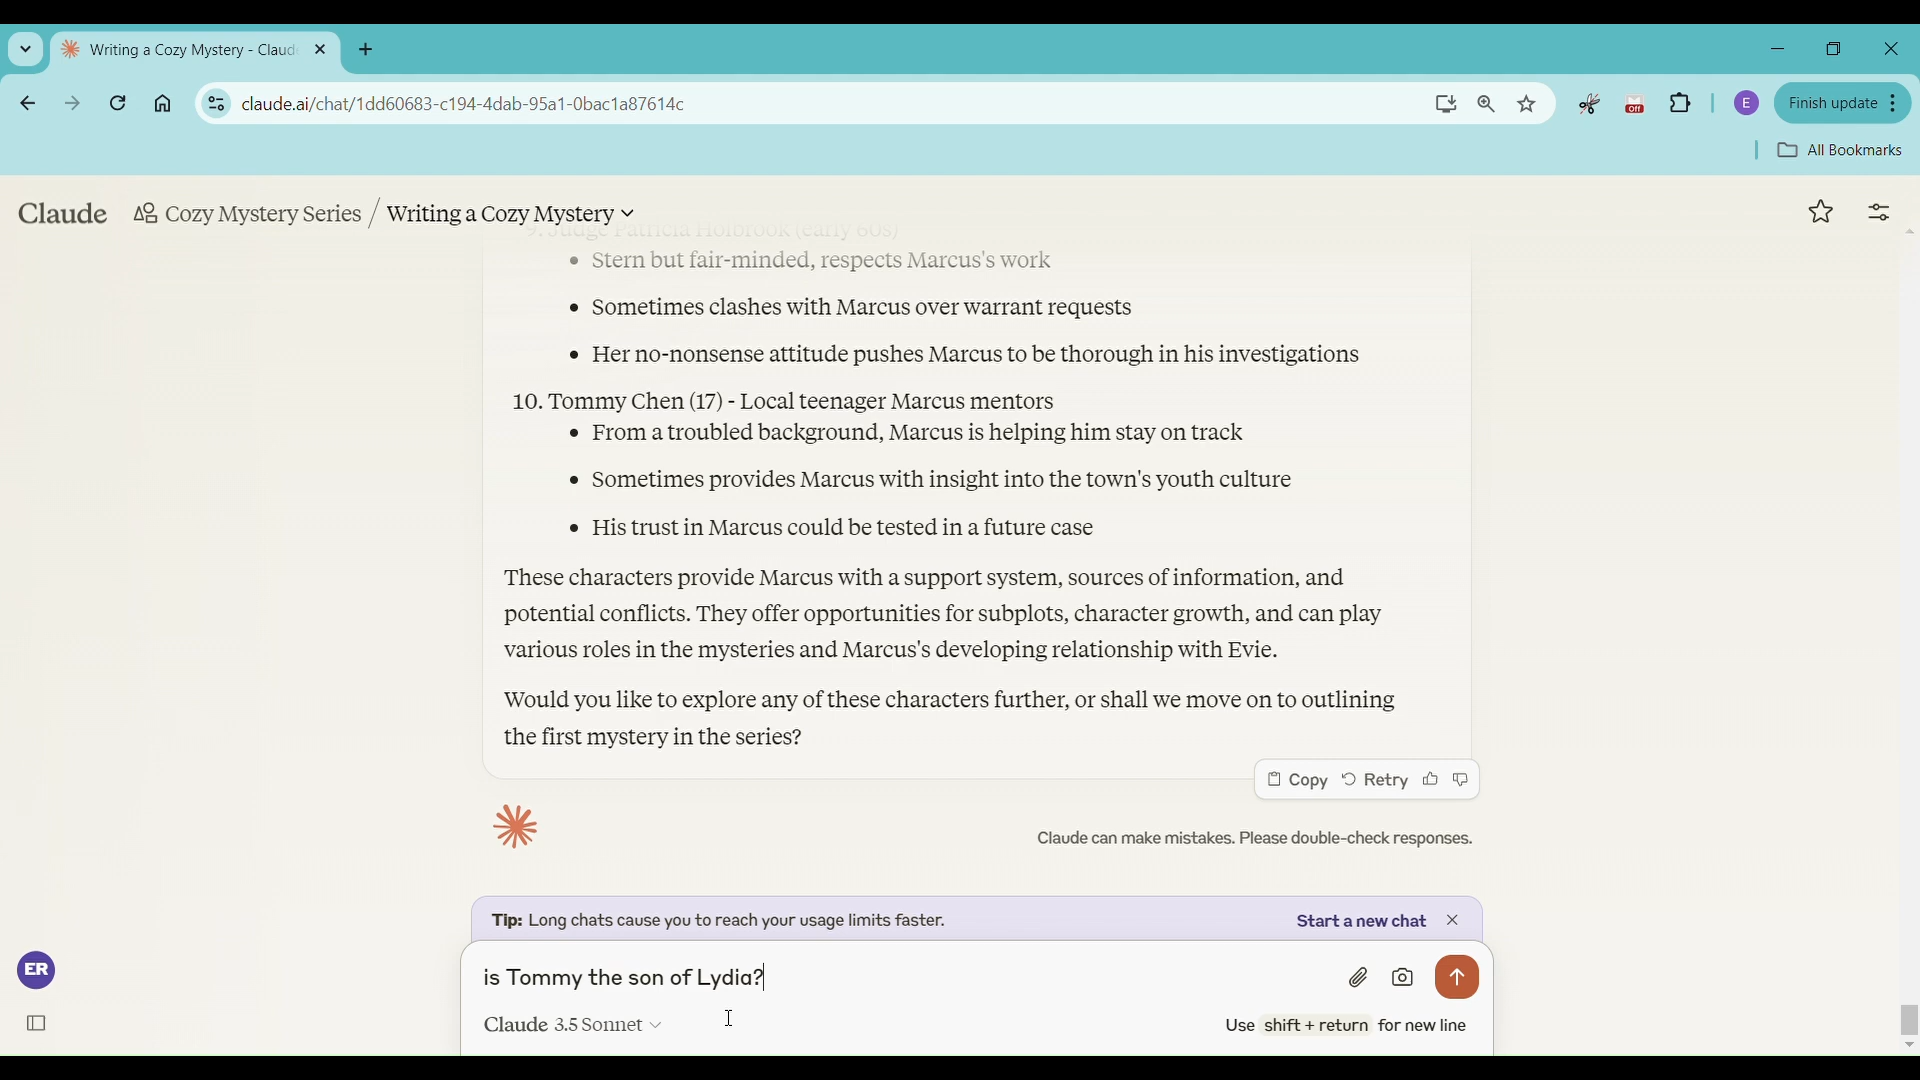 Writing a Cozy Mystery - Claud
claude.ai/chat/1dd60683-c194-4dab-95a1-0bac1a87614c
Off
E
Finish update
All Bookmarks
Claude
Cozy Mystery Series / Writing a Cozy Mystery
9. Judge Patricia Holbrook (early 60s)
• Stern but fair-minded, respects Marcus's work
• Sometimes clashes with Marcus over warrant requests
• Her no-nonsense attitude pushes Marcus to be thorough in his investigations
10. Tommy Chen (17) - Local teenager Marcus mentors
• From a troubled background, Marcus is helping him stay on track
• Sometimes provides Marcus with insight into the town's youth culture
• His trust in Marcus could be tested in a future case
These characters provide Marcus with a support system, sources of information, and
potential conflicts. They offer opportunities for subplots, character growth, and can play
various roles in the mysteries and Marcus's developing relationship with Evie.
Would you like to explore any of these characters further, or shall we move on to outlining
the first mystery in the series?
Copy Retry
Claude can make mistakes. Please double-check responses.
Tip: Long chats cause you to reach your usage limits faster.
Start a new chat
ER
is Tommy the son of Lydia?
Claude 3.5 Sonnet
Use shift + return for new line